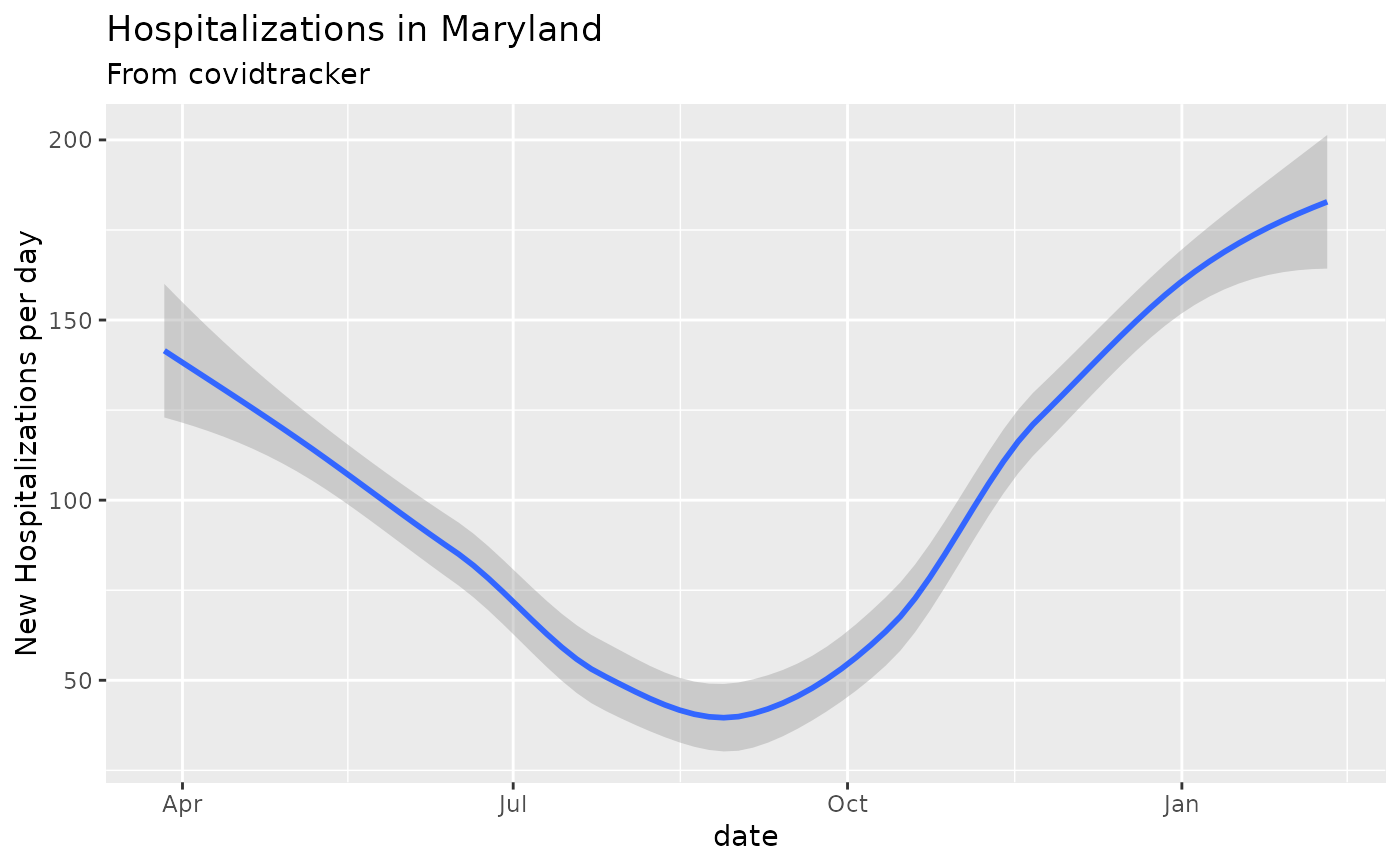 Hospitalizations in Maryland
From covidtracker
New Hospitalizations per day
200
150
100
50
Apr
Jul
Oct
Jan
date